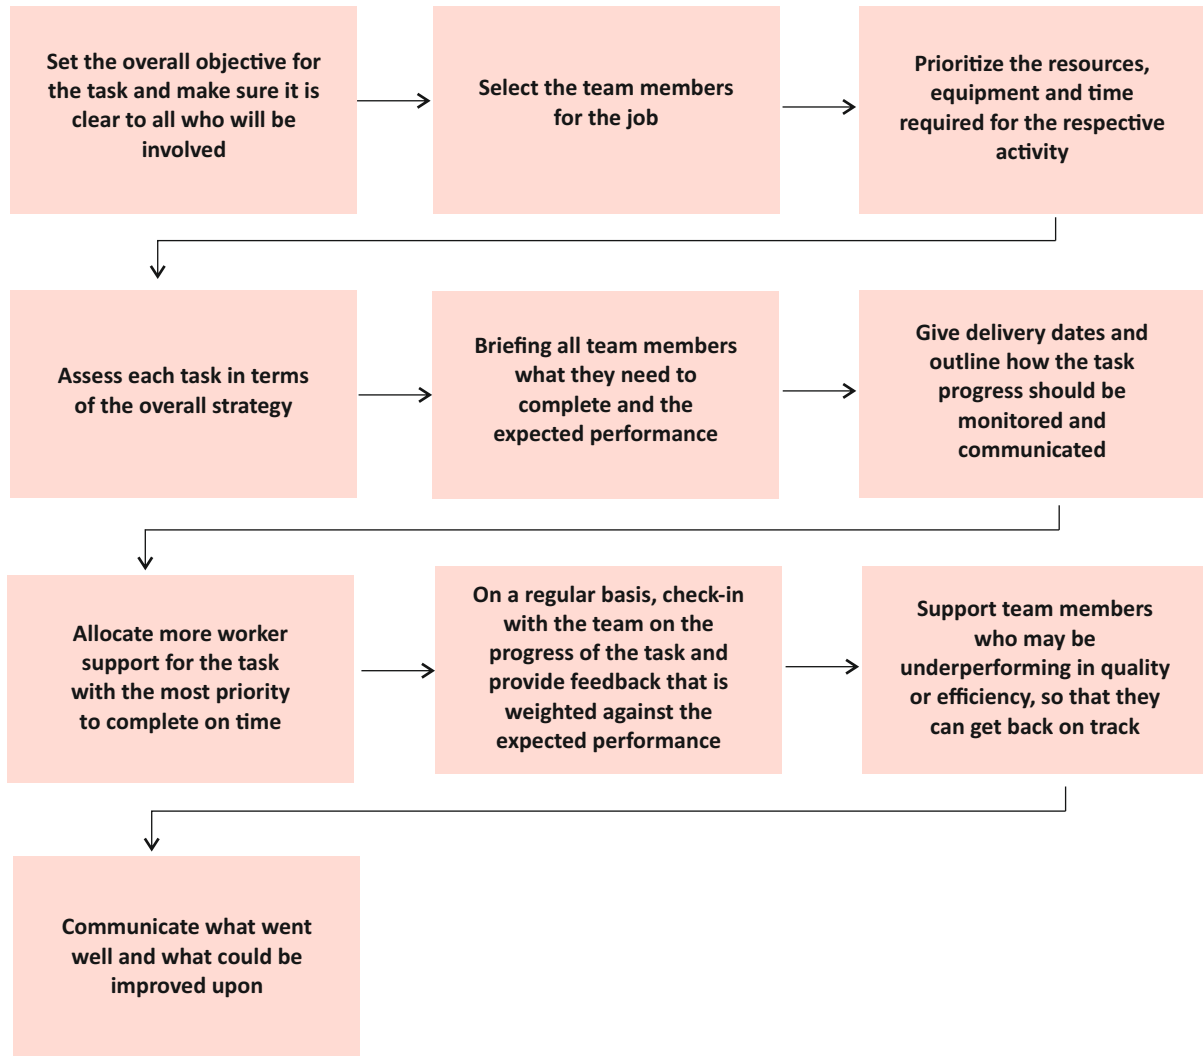 Set the overall objective for
the task and make sure it is
clear to all who will be
involved
Select the team members
for the job
Prioritize the resources,
equipment and time
required for the respective
activity
Assess each task in terms
of the overall strategy
Briefing all team members
what they need to
complete and the
expected performance
Give delivery dates and
outline how the task
progress should be
monitored and
communicated
Allocate more worker
support for the task
with the most priority
to complete on time
On a regular basis, check-in
with the team on the
progress of the task and
provide feedback that is
weighted against the
expected performance
Support team members
who may be
underperforming in quality
or efficiency, so that they
can get back on track
Communicate what went
well and what could be
improved upon